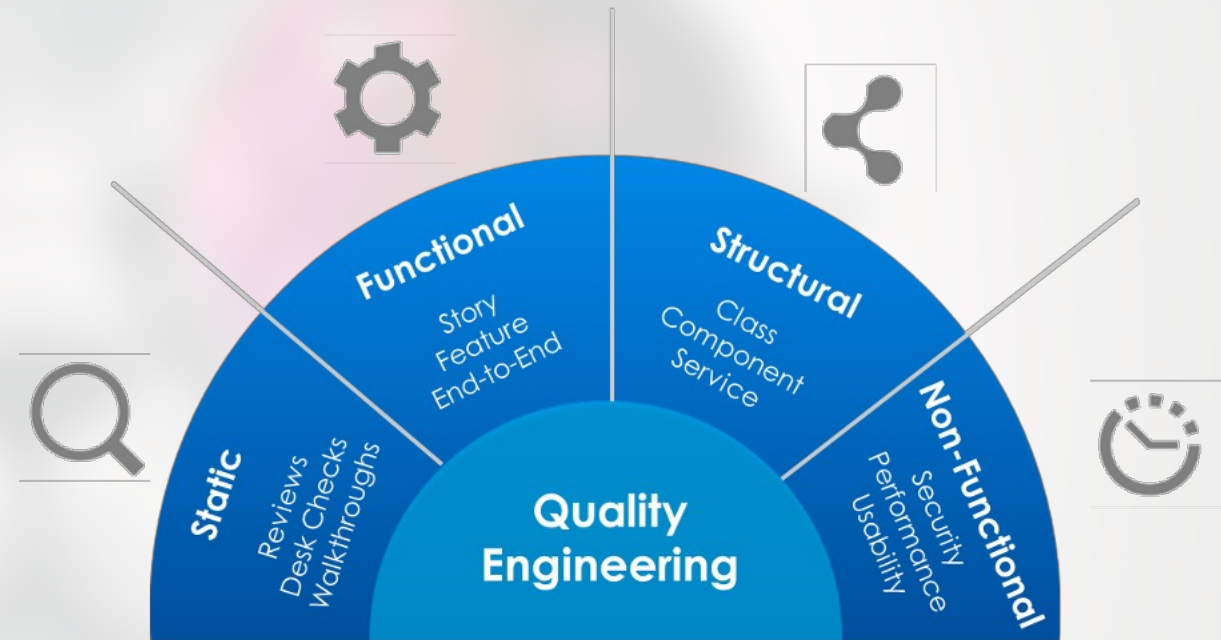 Static
Reviews
Desk Checks
Walkthroughs
Functional
Story
Feature
End-to-End
Structural
Class
Component
Service
Non-Functional
Security
Performance
Usability
Quality
Engineering